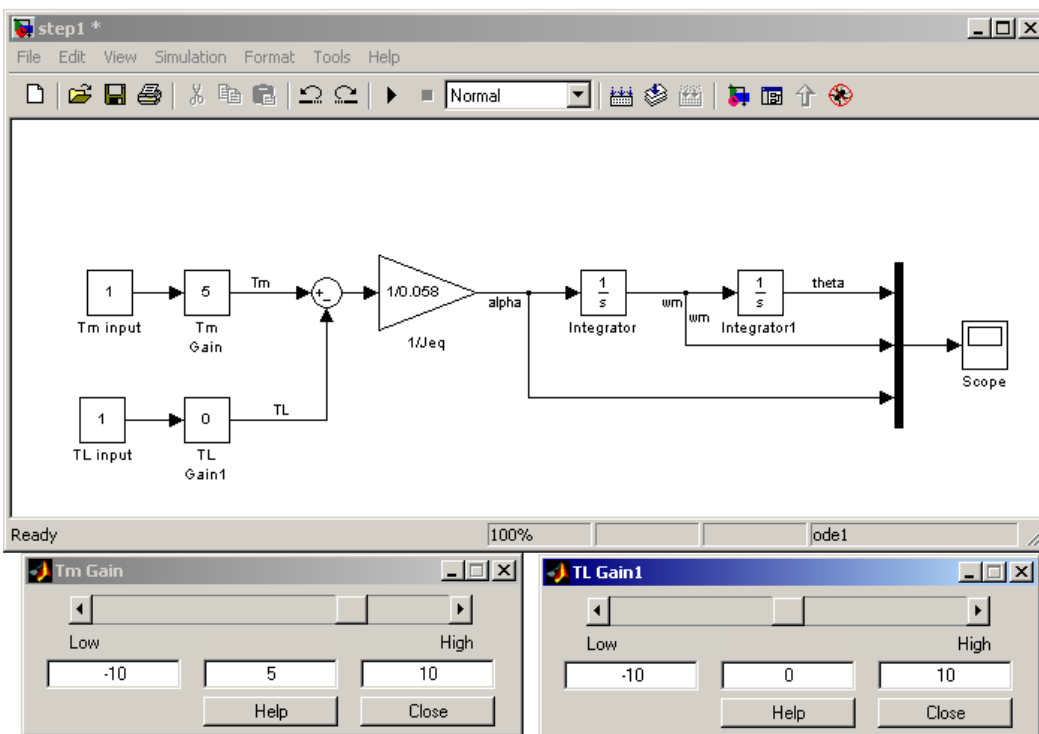 step1 *
File Edit View Simulation Format Tools Help
Normal
1
Tm input
5
Tm
Gain
Tm
+
-
1/0.058
1/Jeq
alpha
1
s
Integrator
wm
wm
1
s
Integrator1
theta
Scope
1
TL input
0
TL
Gain1
TL
Ready 100% ode1
Tm Gain
Low High
-10 5 10
Help Close
TL Gain1
Low High
-10 0 10
Help Close